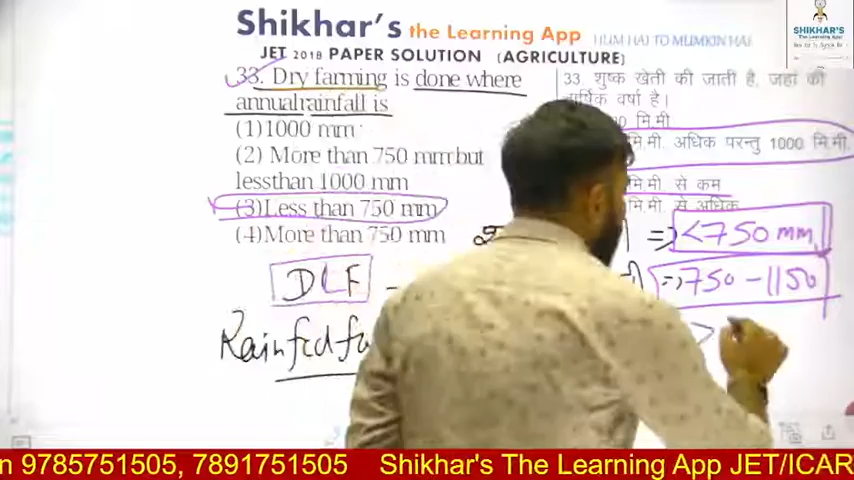 Shikhar's the Learning App HUM HAI TO MUMKIN HAI
JET 2018 PAPER SOLUTION (AGRICULTURE)
SHIKHAR'S
The Learning App
33. Dry farming is done where
annual rainfall is
(1)1000 mm
(2) More than 750 mm but
lessthan 1000 mm
(3)Less than 750 mm
(4)More than 750 mm
33. शुष्क खेती की जाती है, जहां की
वार्षिक वर्षा है।
मि.मी
मि.मी. अधिक परन्तु 1000 मि.मी.
मि.मी. से कम
मि.मी. से अधिक
=> <750 mm
DLF -
=> 750-1150
Rainfed fa
>
n 9785751505, 7891751505 Shikhar's The Learning App JET/ICAR